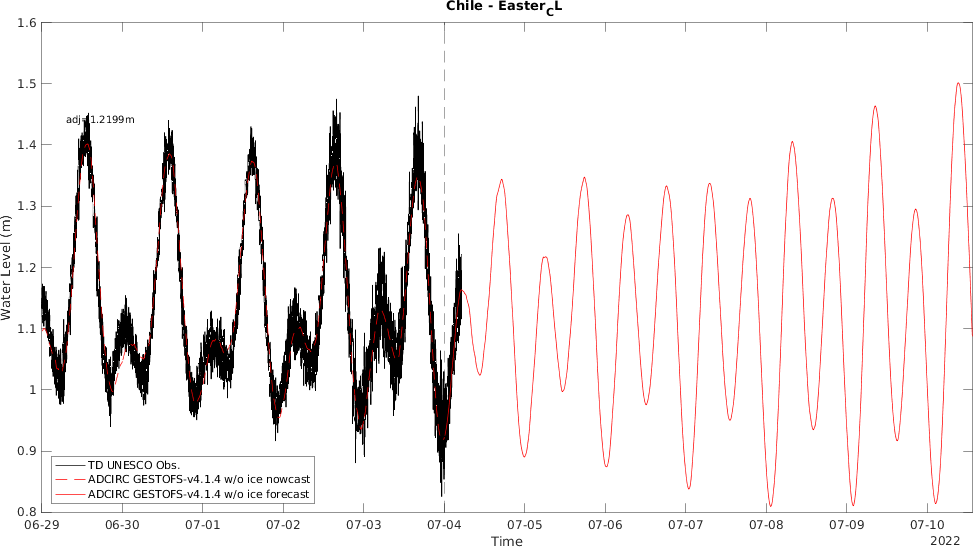 Chile - Easter_CL
1.6
1.5
adj=1.2199m
1.4
1.3
1.2
1.1
1
0.9
0.8
Water Level (m)
TD UNESCO Obs.
ADCIRC GESTOFS-v4.1.4 w/o ice nowcast
ADCIRC GESTOFS-v4.1.4 w/o ice forecast
06-29 06-30 07-01 07-02 07-03 07-04 07-05 07-06 07-07 07-08 07-09 07-10
Time
2022